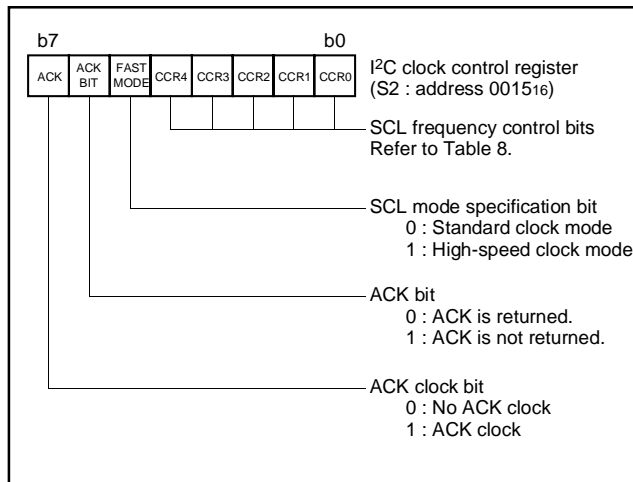 b7 b0
ACK ACK BIT FAST MODE CCR4 CCR3 CCR2 CCR1 CCR0
I²C clock control register
(S2 : address 0015₁₆)
SCL frequency control bits
Refer to Table 8.
SCL mode specification bit
0 : Standard clock mode
1 : High-speed clock mode
ACK bit
0 : ACK is returned.
1 : ACK is not returned.
ACK clock bit
0 : No ACK clock
1 : ACK clock